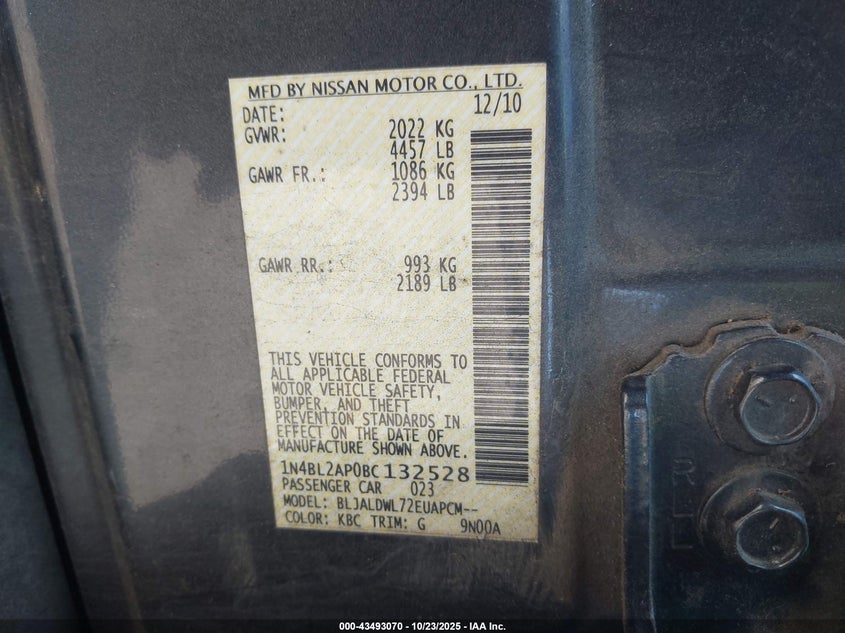 MFD BY NISSAN MOTOR CO., LTD.
DATE: 12/10
GVWR: 2022 KG
4457 LB
GAWR FR.: 1086 KG
2394 LB
GAWR RR.: 993 KG
2189 LB
THIS VEHICLE CONFORMS TO
ALL APPLICABLE FEDERAL
MOTOR VEHICLE SAFETY,
BUMPER, AND THEFT
PREVENTION STANDARDS IN
EFFECT ON THE DATE OF
MANUFACTURE SHOWN ABOVE.
1N4BL2AP0BC132528
PASSENGER CAR 023
MODEL: BLJALDWL72EUAPCM--
COLOR: KBC TRIM: G 9N00A
000-43493070 • 10/23/2025 - IAA Inc.